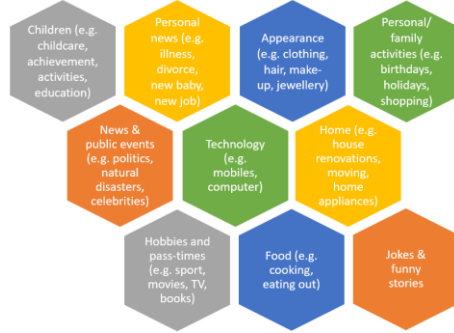 Children (e.g.
childcare,
achievement,
activities,
education)
Personal
news (e.g.
illness,
divorce,
new baby,
new job)
Appearance
(e.g. clothing,
hair, make-
up, jewellery)
Personal/
family
activities (e.g.
birthdays,
holidays,
shopping)
News &
public events
(e.g. politics,
natural
disasters,
celebrities)
Technology
(e.g.
mobiles,
computer)
Home (e.g.
house
renovations,
moving,
home
appliances)
Hobbies and
pass-times
(e.g. sport,
movies, TV,
books)
Food (e.g.
cooking,
eating out)
Jokes &
funny
stories